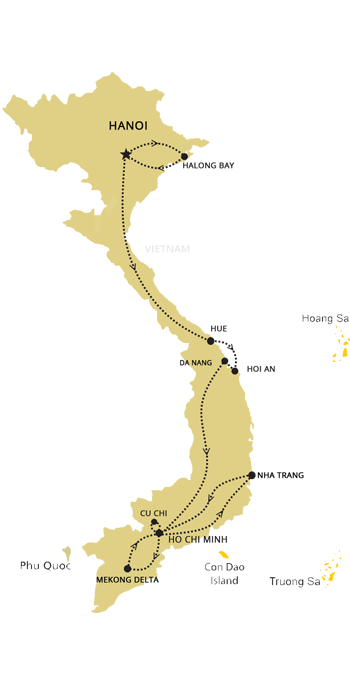 HANOI
HALONG BAY
VIETNAM
Hoang Sa
HUE
DA NANG
HOI AN
NHA TRANG
CU CHI
HO CHI MINH
Phu Quoc
Con Dao
Island
MEKONG DELTA
Truong Sa